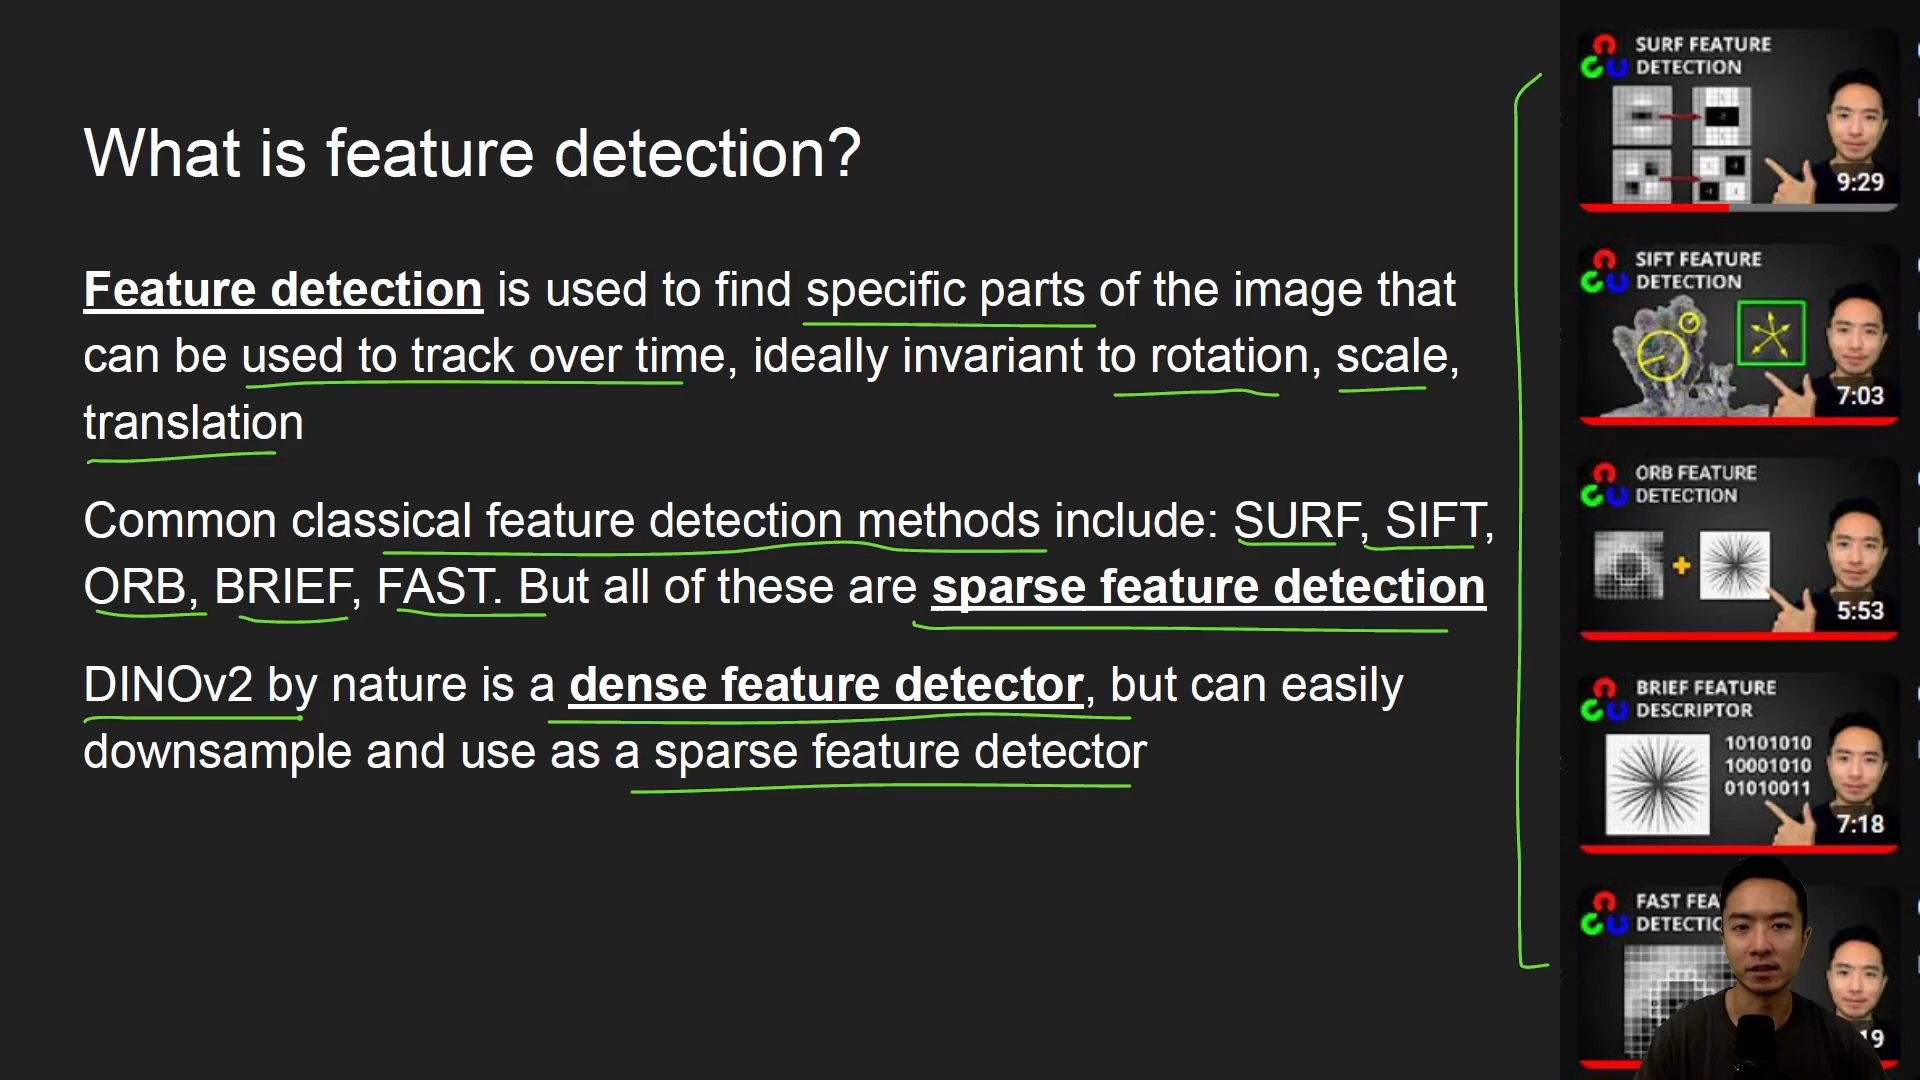 What is feature detection?
Feature detection is used to find specific parts of the image that
can be used to track over time, ideally invariant to rotation, scale,
translation
Common classical feature detection methods include: SURF, SIFT,
ORB, BRIEF, FAST. But all of these are sparse feature detection
DINOv2 by nature is a dense feature detector, but can easily
downsample and use as a sparse feature detector
SURF FEATURE
DETECTION
9:29
SIFT FEATURE
DETECTION
7:03
ORB FEATURE
DETECTION
5:53
BRIEF FEATURE
DESCRIPTOR
10101010
10001010
01010011
7:18
FAST